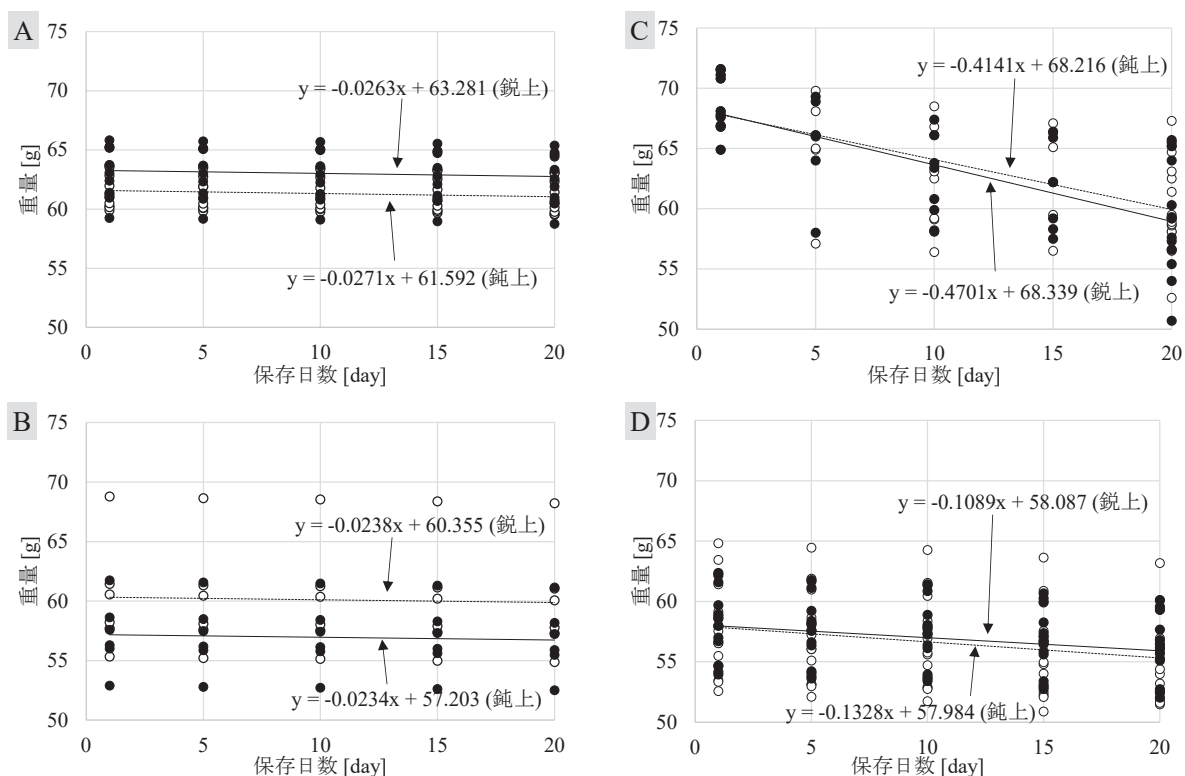 A
75
70
65
60
55
50
重量 [g]
y = -0.0263x + 63.281 (鋭上)
y = -0.0271x + 61.592 (鈍上)
0 5 10 15 20
保存日数 [day]
B
75
70
65
60
55
50
重量 [g]
y = -0.0238x + 60.355 (鋭上)
y = -0.0234x + 57.203 (鈍上)
0 5 10 15 20
保存日数 [day]
C
75
70
65
60
55
50
重量 [g]
y = -0.4141x + 68.216 (鈍上)
y = -0.4701x + 68.339 (鋭上)
0 5 10 15 20
保存日数 [day]
D
75
70
65
60
55
50
重量 [g]
y = -0.1089x + 58.087 (鋭上)
y = -0.1328x + 57.984 (鈍上)
0 5 10 15 20
保存日数 [day]